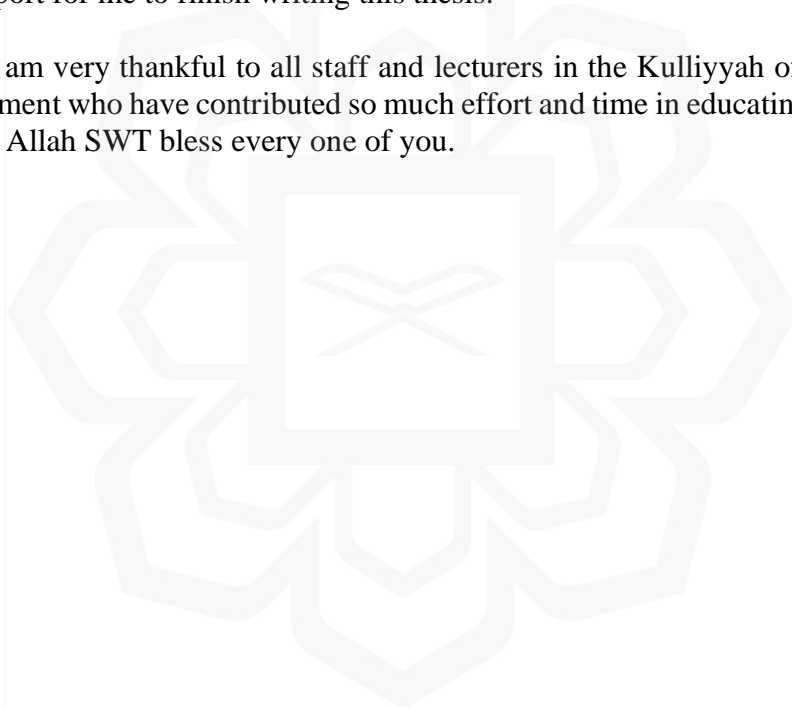 port for me to finish writing this thesis.
am very thankful to all staff and lecturers in the Kulliyyah of
ment who have contributed so much effort and time in educatin
Allah SWT bless every one of you.